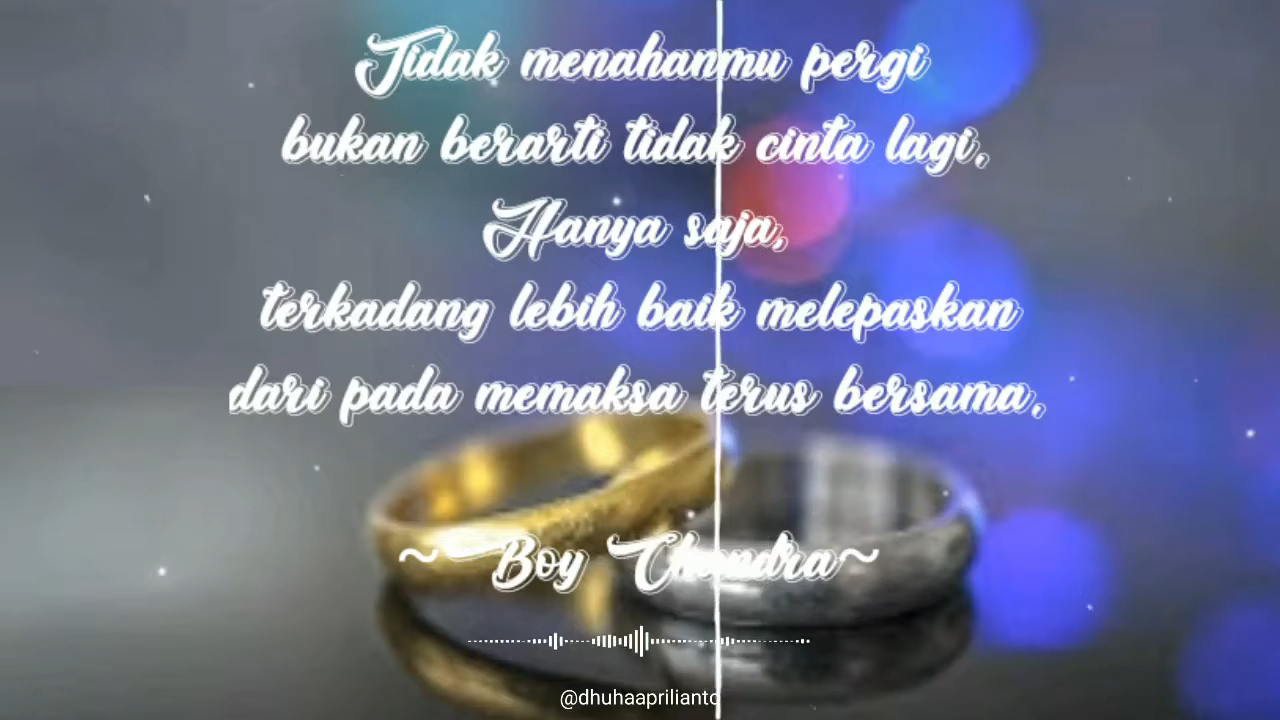 Tidak menahanmu pergi
bukan berarti tidak cinta lagi,
Hanya saja,
terkadang lebih baik melepaskan
dari pada memaksa terus bersama,
~ Boy Chandra~
@dhuhaaprilianto